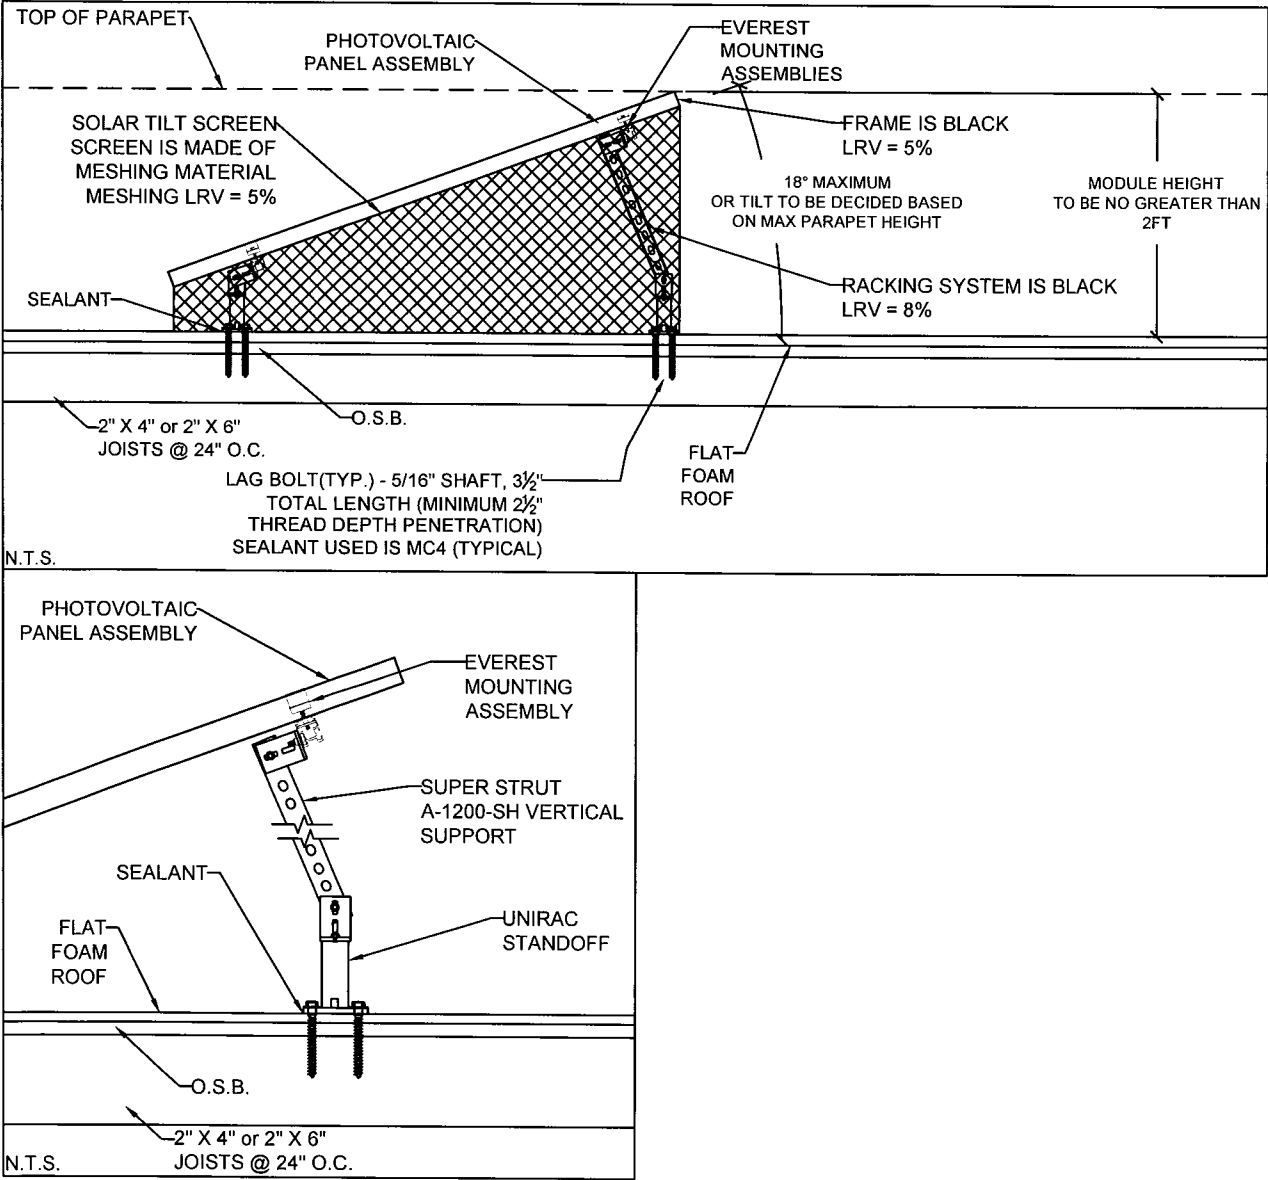 TOP OF PARAPET
PHOTOVOLTAIC
PANEL ASSEMBLY
EVEREST
MOUNTING
ASSEMBLIES
SOLAR TILT SCREEN
SCREEN IS MADE OF
MESHING MATERIAL
MESHING LRV = 5%
FRAME IS BLACK
LRV = 5%
18° MAXIMUM
OR TILT TO BE DECIDED BASED
ON MAX PARAPET HEIGHT
MODULE HEIGHT
TO BE NO GREATER THAN
2FT
RACKING SYSTEM IS BLACK
LRV = 8%
SEALANT
O.S.B.
2" X 4" or 2" X 6"
JOISTS @ 24" O.C.
LAG BOLT(TYP.) - 5/16" SHAFT, 3½"
TOTAL LENGTH (MINIMUM 2½"
THREAD DEPTH PENETRATION)
SEALANT USED IS MC4 (TYPICAL)
FLAT
FOAM
ROOF
N.T.S.
PHOTOVOLTAIC
PANEL ASSEMBLY
EVEREST
MOUNTING
ASSEMBLY
SUPER STRUT
A-1200-SH VERTICAL
SUPPORT
SEALANT
FLAT
FOAM
ROOF
UNIRAC
STANDOFF
O.S.B.
2" X 4" or 2" X 6"
JOISTS @ 24" O.C.
N.T.S.